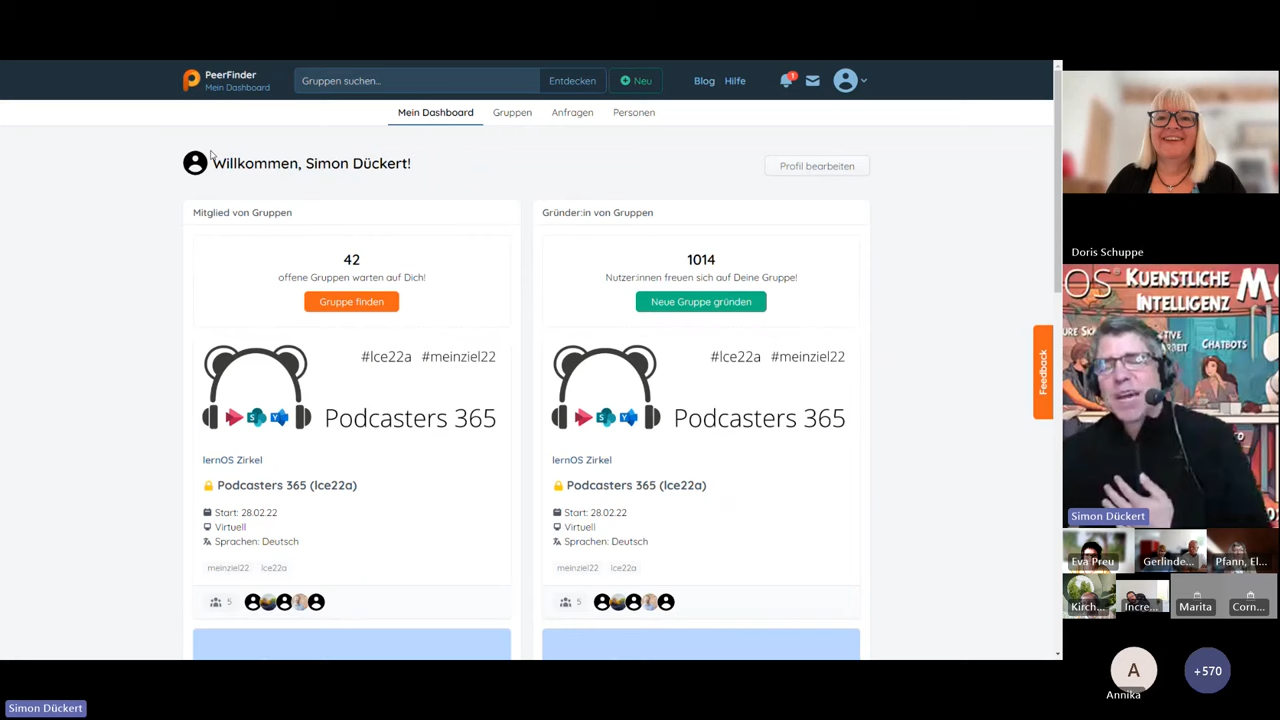 PeerFinder
Mein Dashboard
Gruppen suchen...
Entdecken
Neu
Blog
Hilfe
1
Mein Dashboard
Gruppen
Anfragen
Personen
Willkommen, Simon Dückert!
Profil bearbeiten
Mitglied von Gruppen
42
offene Gruppen warten auf Dich!
Gruppe finden
#lce22a #meinziel22
Podcasters 365
lernOS Zirkel
Podcasters 365 (lce22a)
Start: 28.02.22
Virtuell
Sprachen: Deutsch
meinziel22
lce22a
5
Gründer:in von Gruppen
1014
Nutzer:innen freuen sich auf Deine Gruppe!
Neue Gruppe gründen
#lce22a #meinziel22
Podcasters 365
lernOS Zirkel
Podcasters 365 (lce22a)
Start: 28.02.22
Virtuell
Sprachen: Deutsch
meinziel22
lce22a
5
Feedback
Doris Schuppe
OS KUENSTLICHE
INTELLIGENZ
CHATBOTS
Simon Dückert
Eva Preu
Gerlinde...
Pfann, El...
Kirch...
Incre...
Marita
Corn...
A
Annika
+570
Simon Dückert